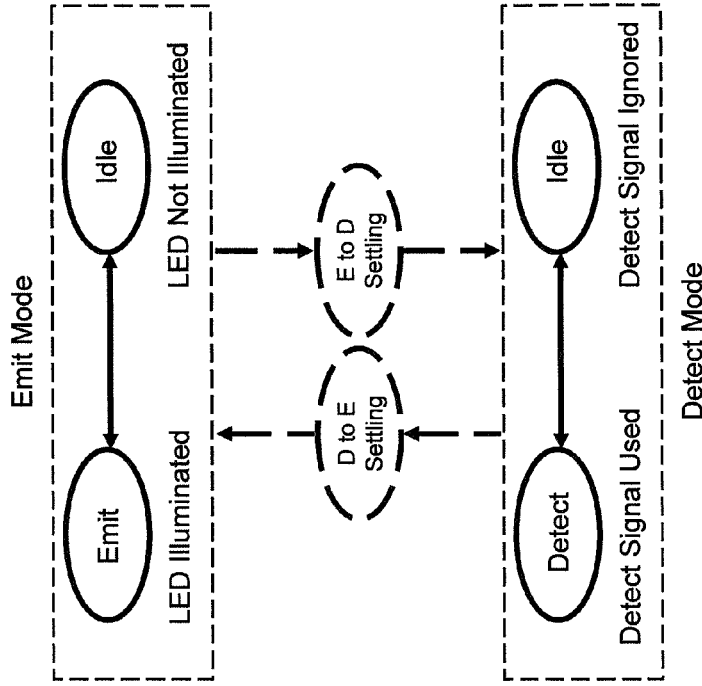 Emit Mode
Emit
Idle
LED Illuminated
LED Not Illuminated
D to E
Settling
E to D
Settling
Detect
Idle
Detect Signal Used
Detect Signal Ignored
Detect Mode